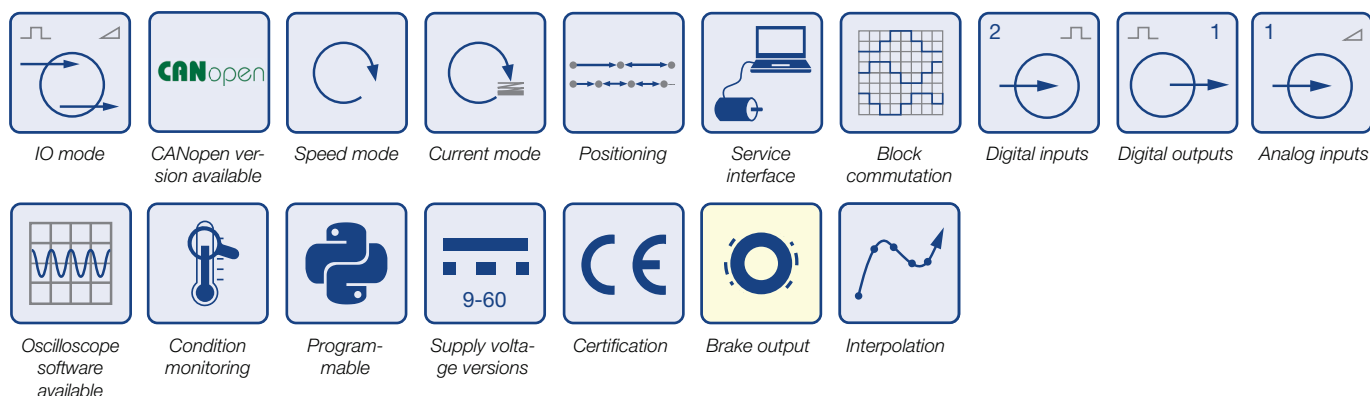 CANopen
2
1
1
IO mode
CANopen ver-
sion available
Speed mode
Current mode
Positioning
Service
interface
Block
commutation
Digital inputs
Digital outputs
Analog inputs
9-60
CE
Oscilloscope
software
available
Condition
monitoring
Program-
mable
Supply volta-
ge versions
Certification
Brake output
Interpolation